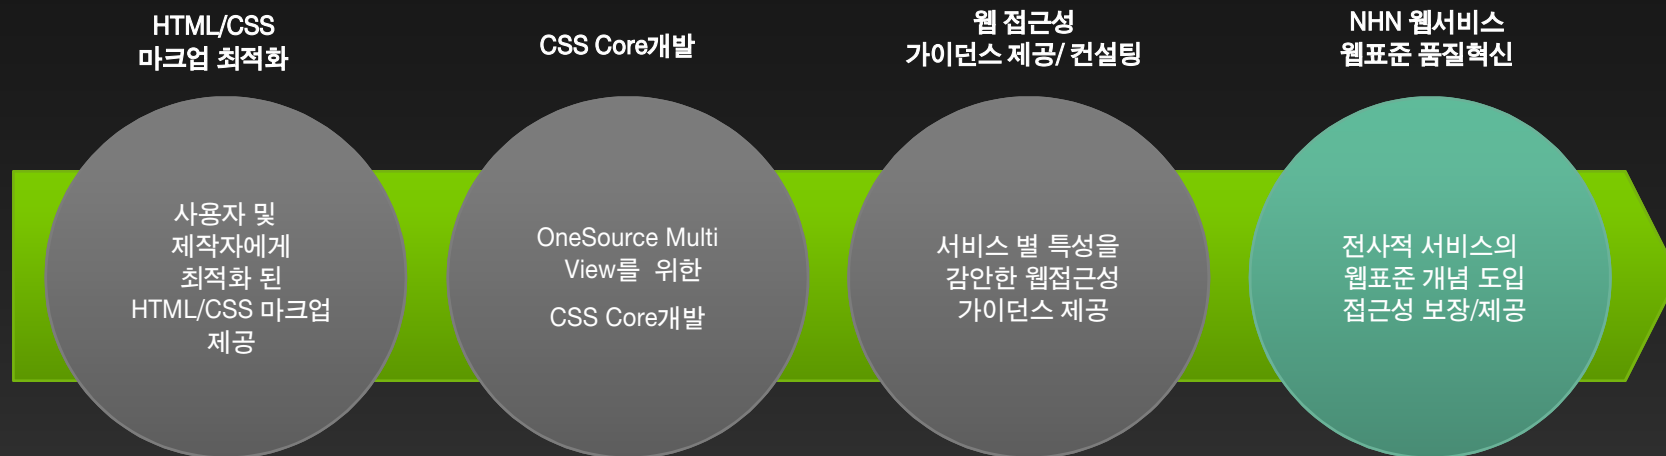 HTML/CSS
마크업 최적화
CSS Core개발
웹 접근성
가이던스 제공/ 컨설팅
NHN 웹서비스
웹표준 품질혁신
사용자 및
제작자에게
최적화 된
HTML/CSS 마크업
제공
OneSource Multi
View를 위한
CSS Core개발
서비스 별 특성을
감안한 웹접근성
가이던스 제공
전사적 서비스의
웹표준 개념 도입
접근성 보장/제공